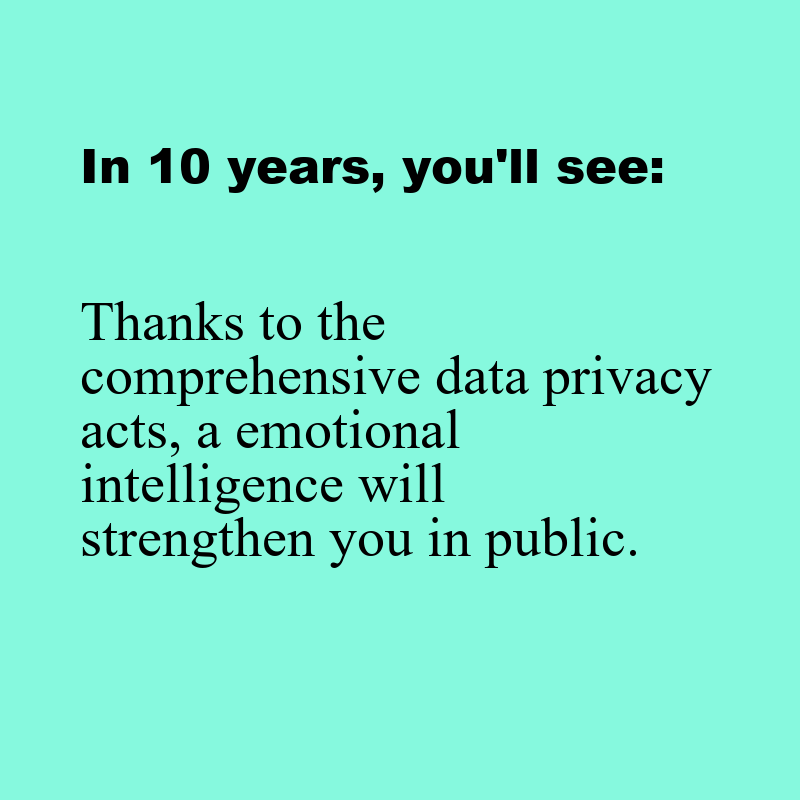 In 10 years, you'll see:
Thanks to the
comprehensive data privacy
acts, a emotional
intelligence will
strengthen you in public.